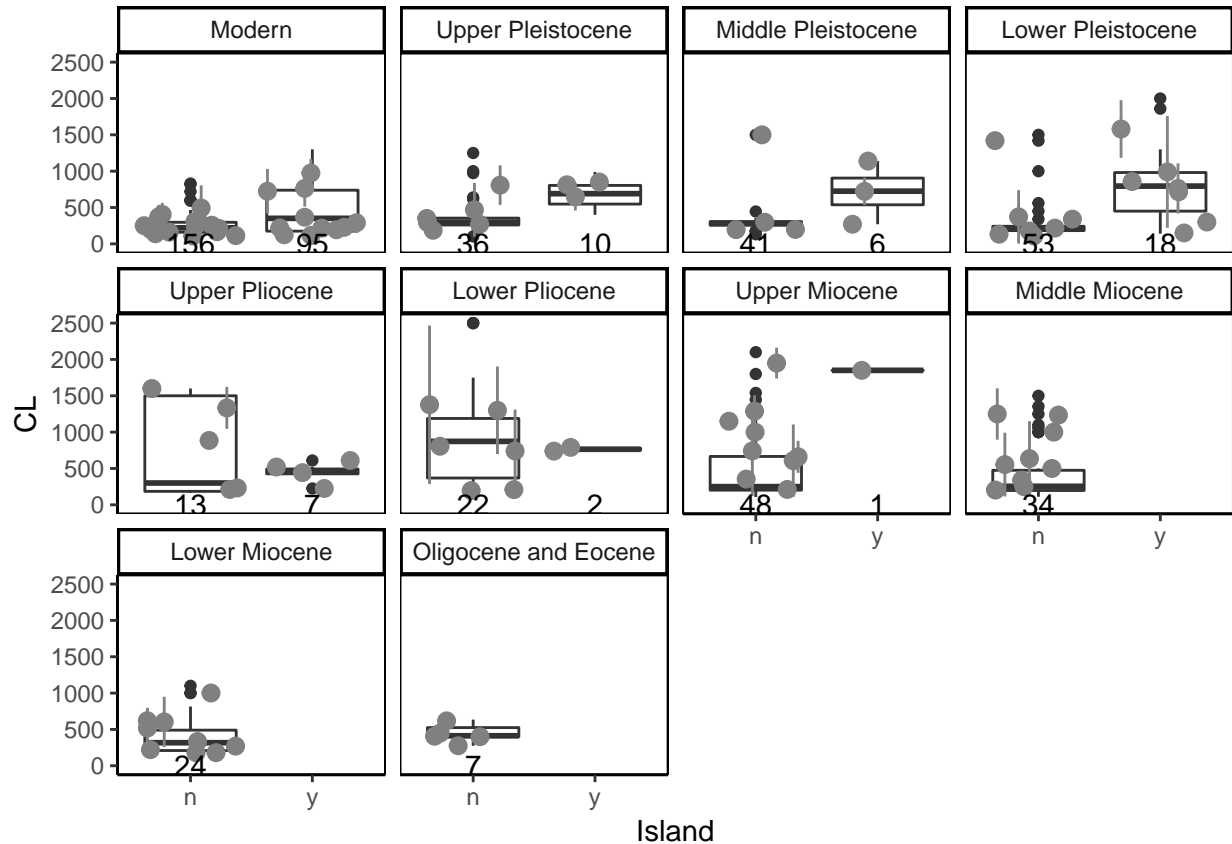 Modern Upper Pleistocene Middle Pleistocene Lower Pleistocene
2500
2000
1500
1000
500
0
156 95 36 10 41 6 53 18
Upper Pliocene Lower Pliocene Upper Miocene Middle Miocene
2500
2000
1500
1000
500
0
13 7 22 2 48 1 34
n y n y
Lower Miocene Oligocene and Eocene
2500
2000
1500
1000
500
0
24 7
n y n y
CL
Island